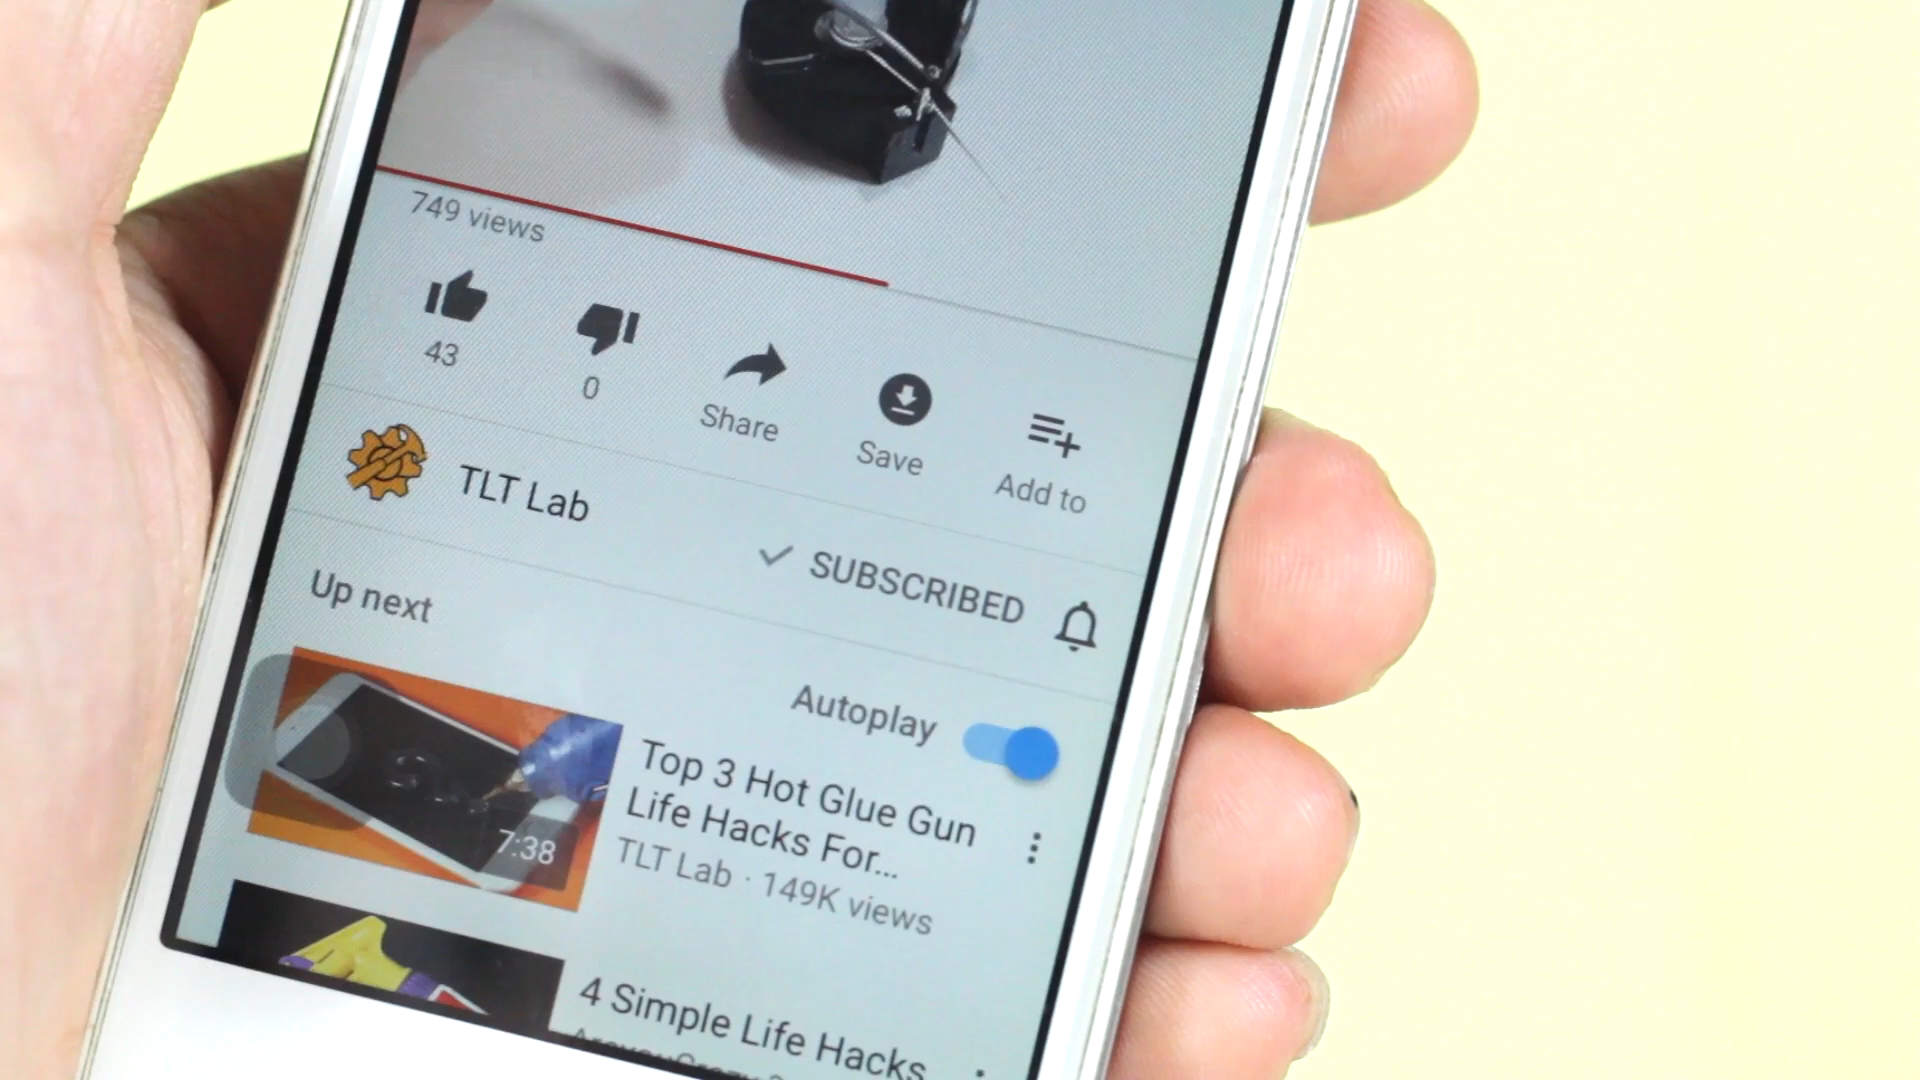 749 views
43
0
Share
Save
Add to
TLT Lab
SUBSCRIBED
Up next
Autoplay
7:38
Top 3 Hot Glue Gun
Life Hacks For...
TLT Lab · 149K views
4 Simple Life Hacks